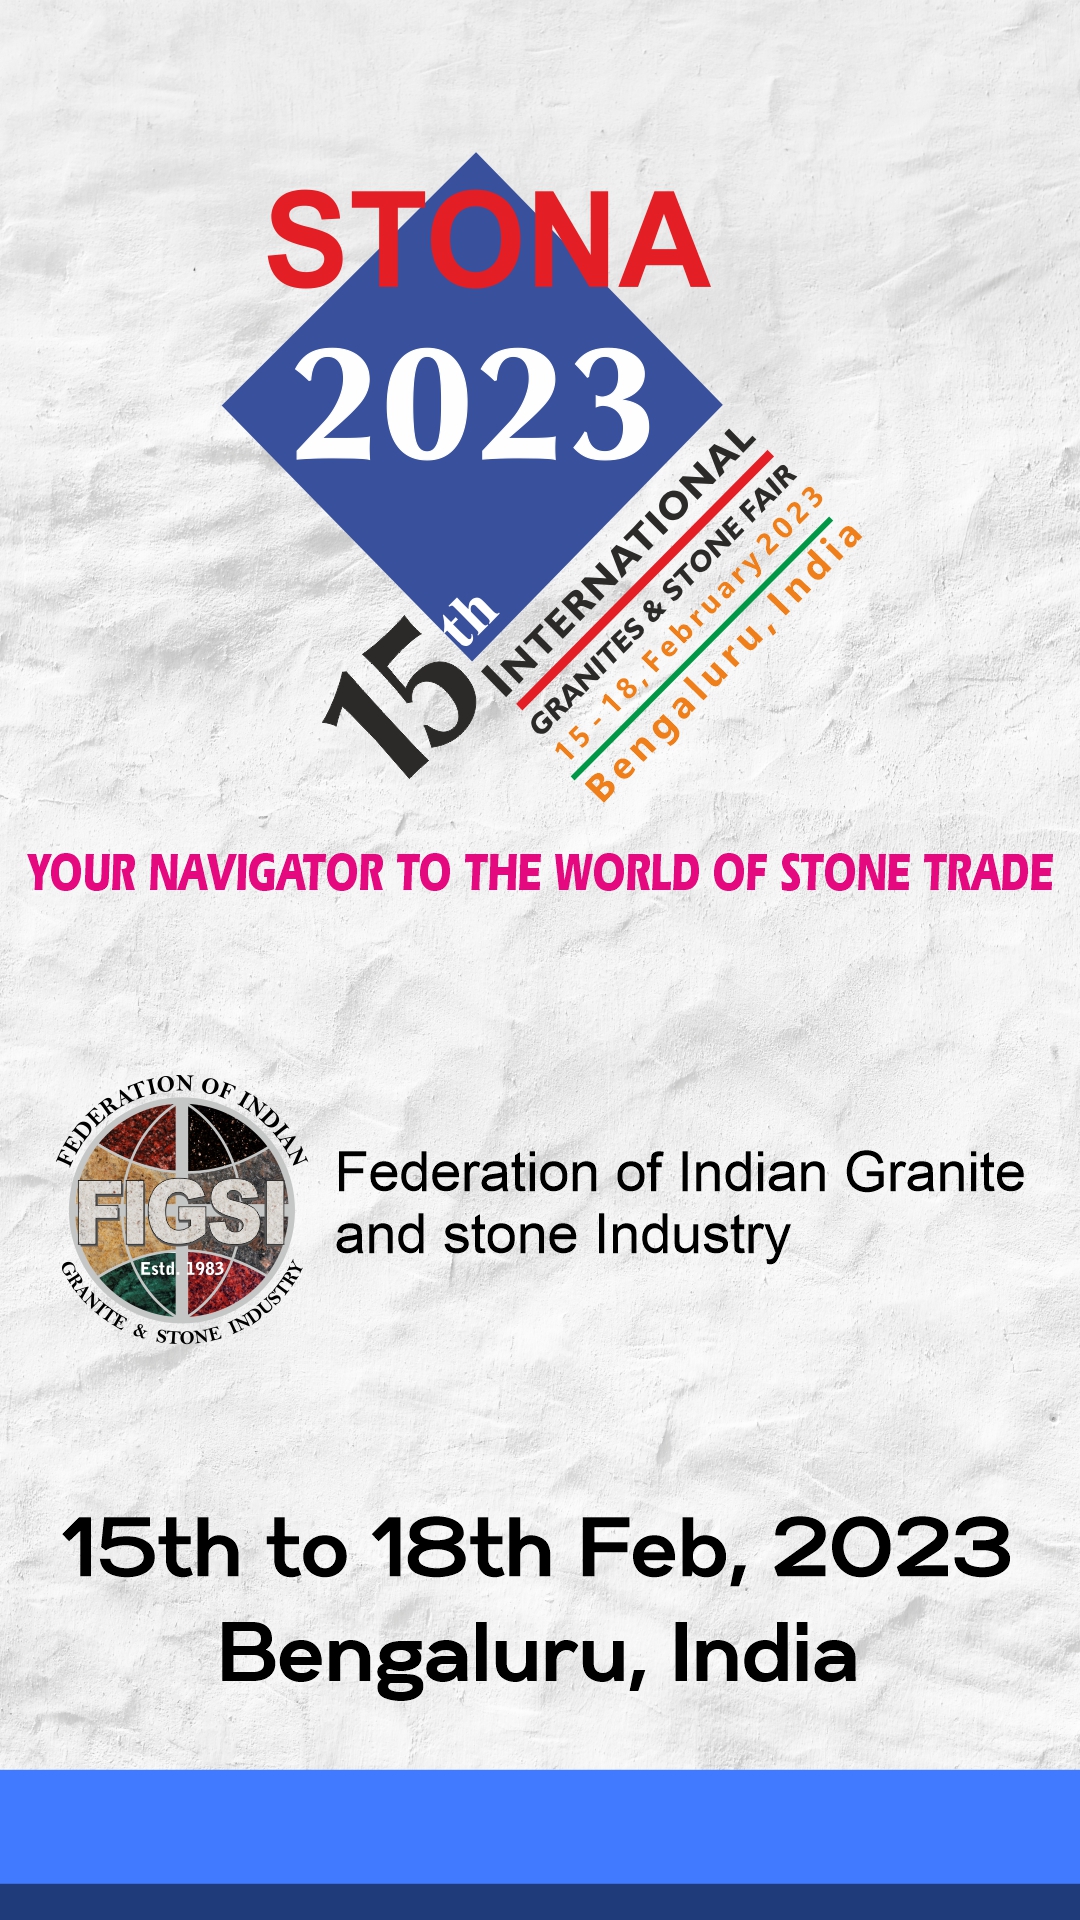 STONA
2023
15th
INTERNATIONAL
GRANITES & STONE FAIR
15 - 18, February 2023
Bengaluru, India
YOUR NAVIGATOR TO THE WORLD OF STONE TRADE
FEDERATION OF INDIAN
FIGSI
Estd. 1983
GRANITE & STONE INDUSTRY
Federation of Indian Granite
and stone Industry
15th to 18th Feb, 2023
Bengaluru, India